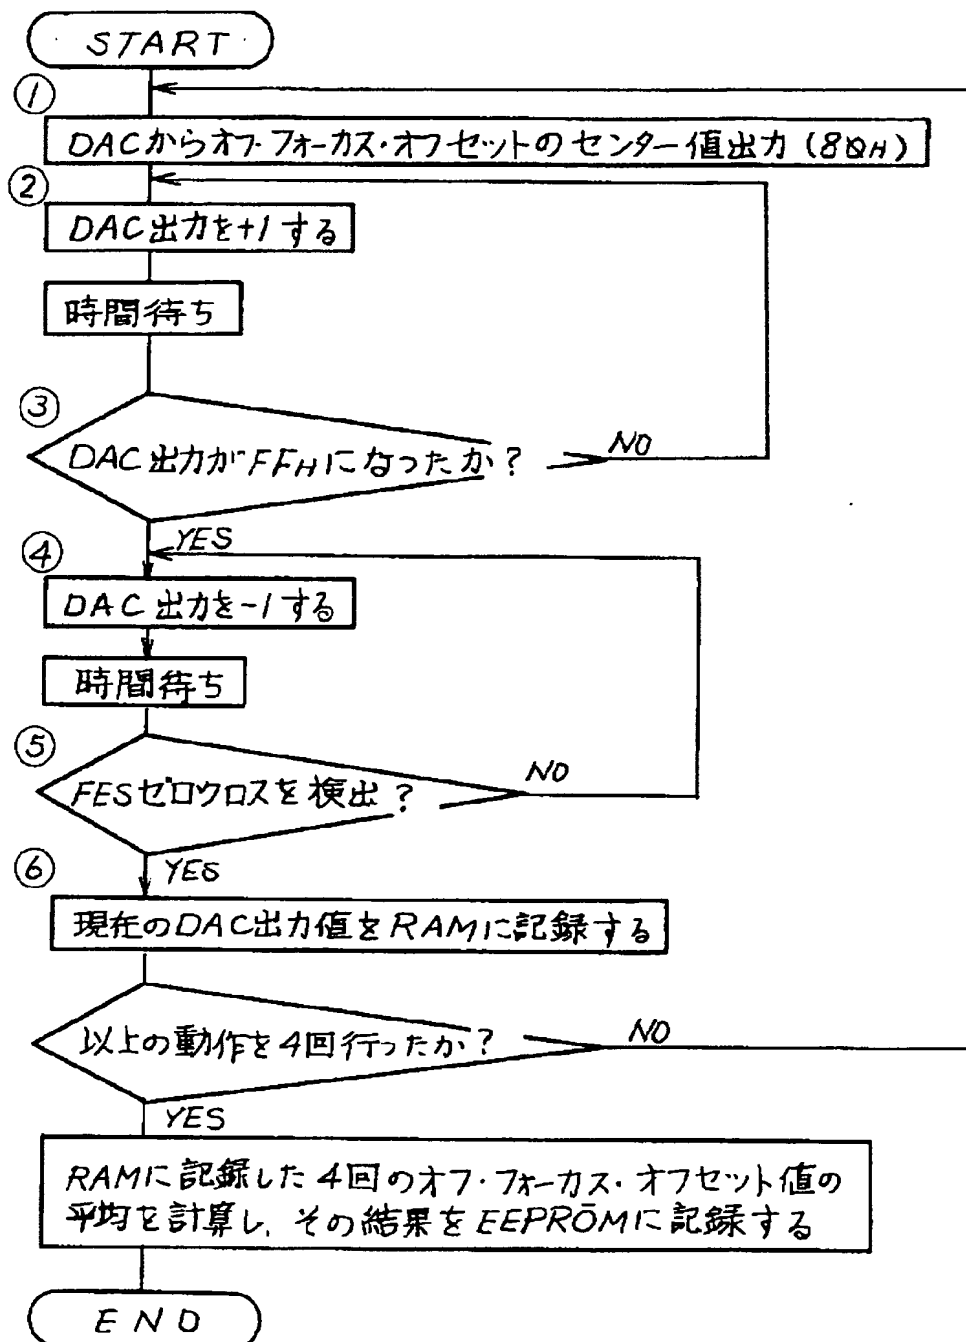 START
①
DACからオフ・フォーカス・オフセットのセンター値出力(80H)
②
DAC出力を+1する
時間待ち
③
DAC出力がFFHになったか?
NO
YES
④
DAC出力を-1する
時間待ち
⑤
FESゼロクロスを検出?
NO
YES
⑥
現在のDAC出力値をRAMに記録する
以上の動作を4回行ったか?
NO
YES
RAMに記録した4回のオフ・フォーカス・オフセット値の
平均を計算し、その結果をEEPROMに記録する
END